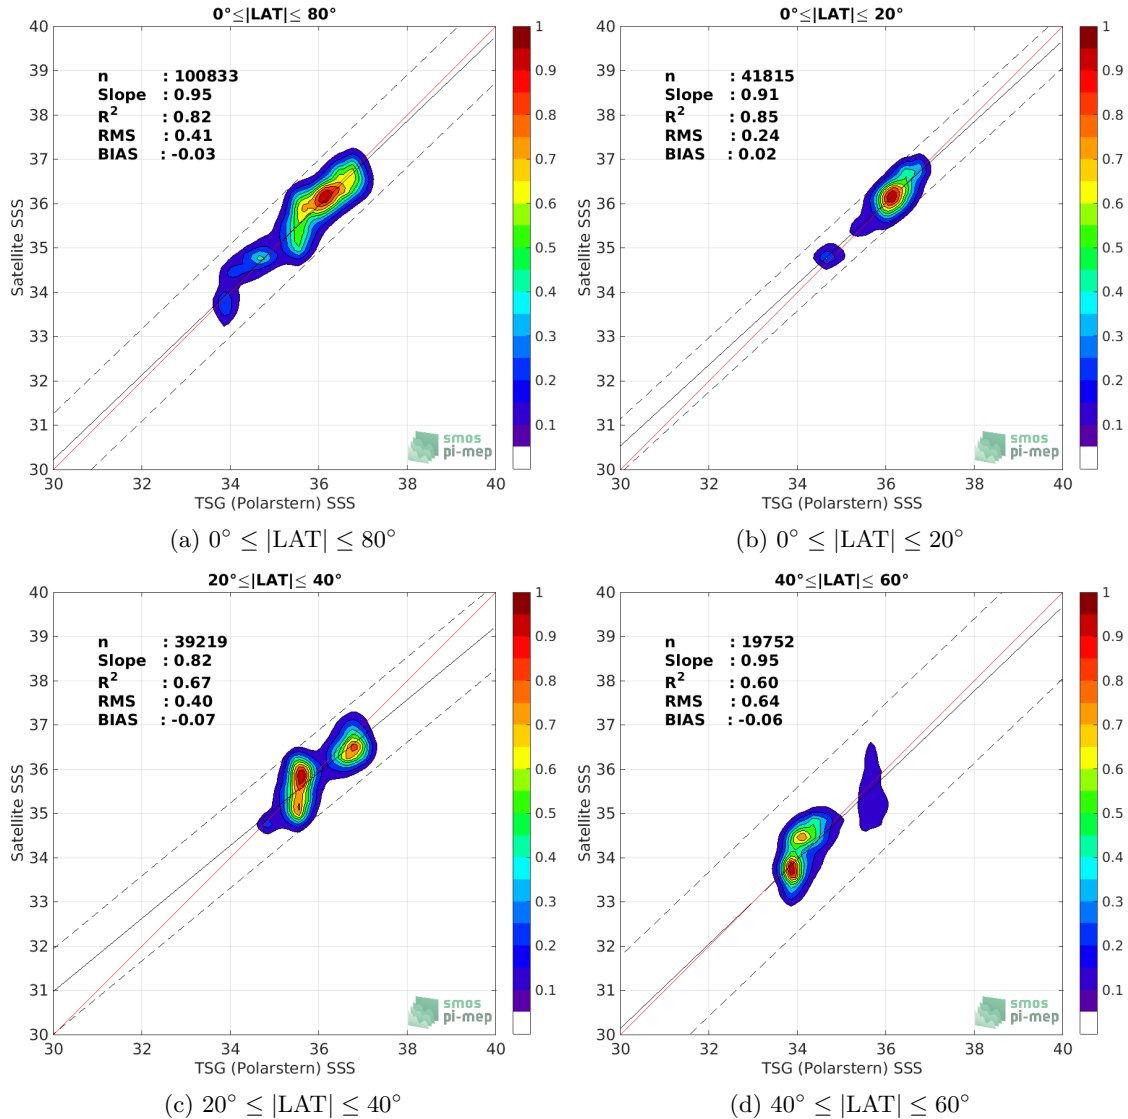 0°≤|LAT|≤ 80°
40
39
38
37
36
35
34
33
32
31
30
Satellite SSS
n : 100833
Slope : 0.95
R² : 0.82
RMS : 0.41
BIAS : -0.03
smos
pi-mep
30 32 34 36 38 40
TSG (Polarstern) SSS
1
0.9
0.8
0.7
0.6
0.5
0.4
0.3
0.2
0.1
(a) 0° ≤ |LAT| ≤ 80°
0°≤|LAT|≤ 20°
40
39
38
37
36
35
34
33
32
31
30
Satellite SSS
n : 41815
Slope : 0.91
R² : 0.85
RMS : 0.24
BIAS : 0.02
smos
pi-mep
30 32 34 36 38 40
TSG (Polarstern) SSS
1
0.9
0.8
0.7
0.6
0.5
0.4
0.3
0.2
0.1
(b) 0° ≤ |LAT| ≤ 20°
20°≤|LAT|≤ 40°
40
39
38
37
36
35
34
33
32
31
30
Satellite SSS
n : 39219
Slope : 0.82
R² : 0.67
RMS : 0.40
BIAS : -0.07
smos
pi-mep
30 32 34 36 38 40
TSG (Polarstern) SSS
1
0.9
0.8
0.7
0.6
0.5
0.4
0.3
0.2
0.1
(c) 20° ≤ |LAT| ≤ 40°
40°≤|LAT|≤ 60°
40
39
38
37
36
35
34
33
32
31
30
Satellite SSS
n : 19752
Slope : 0.95
R² : 0.60
RMS : 0.64
BIAS : -0.06
smos
pi-mep
30 32 34 36 38 40
TSG (Polarstern) SSS
1
0.9
0.8
0.7
0.6
0.5
0.4
0.3
0.2
0.1
(d) 40° ≤ |LAT| ≤ 60°